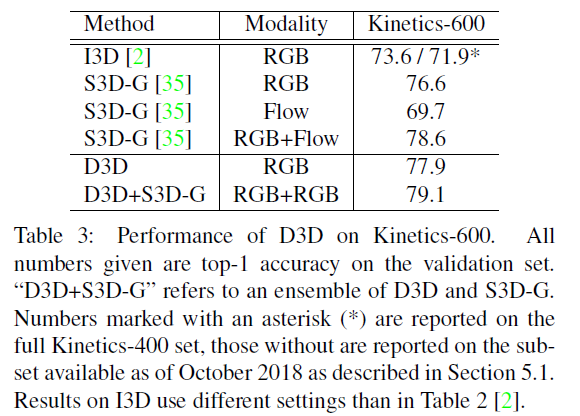 Method Modality Kinetics-600
I3D [2] RGB 73.6 / 71.9*
S3D-G [35] RGB 76.6
S3D-G [35] Flow 69.7
S3D-G [35] RGB+Flow 78.6
D3D RGB 77.9
D3D+S3D-G RGB+RGB 79.1
Table 3: Performance of D3D on Kinetics-600. All
numbers given are top-1 accuracy on the validation set.
“D3D+S3D-G” refers to an ensemble of D3D and S3D-G.
Numbers marked with an asterisk (*) are reported on the
full Kinetics-400 set, those without are reported on the sub-
set available as of October 2018 as described in Section 5.1.
Results on I3D use different settings than in Table 2 [2].